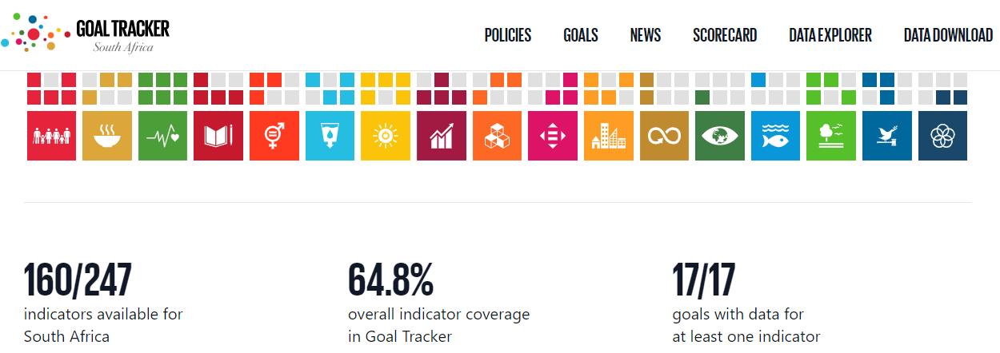 GOAL TRACKER
South Africa
POLICIES GOALS NEWS SCORECARD DATA EXPLORER DATA DOWNLOAD
160/247
indicators available for
South Africa
64.8%
overall indicator coverage
in Goal Tracker
17/17
goals with data for
at least one indicator